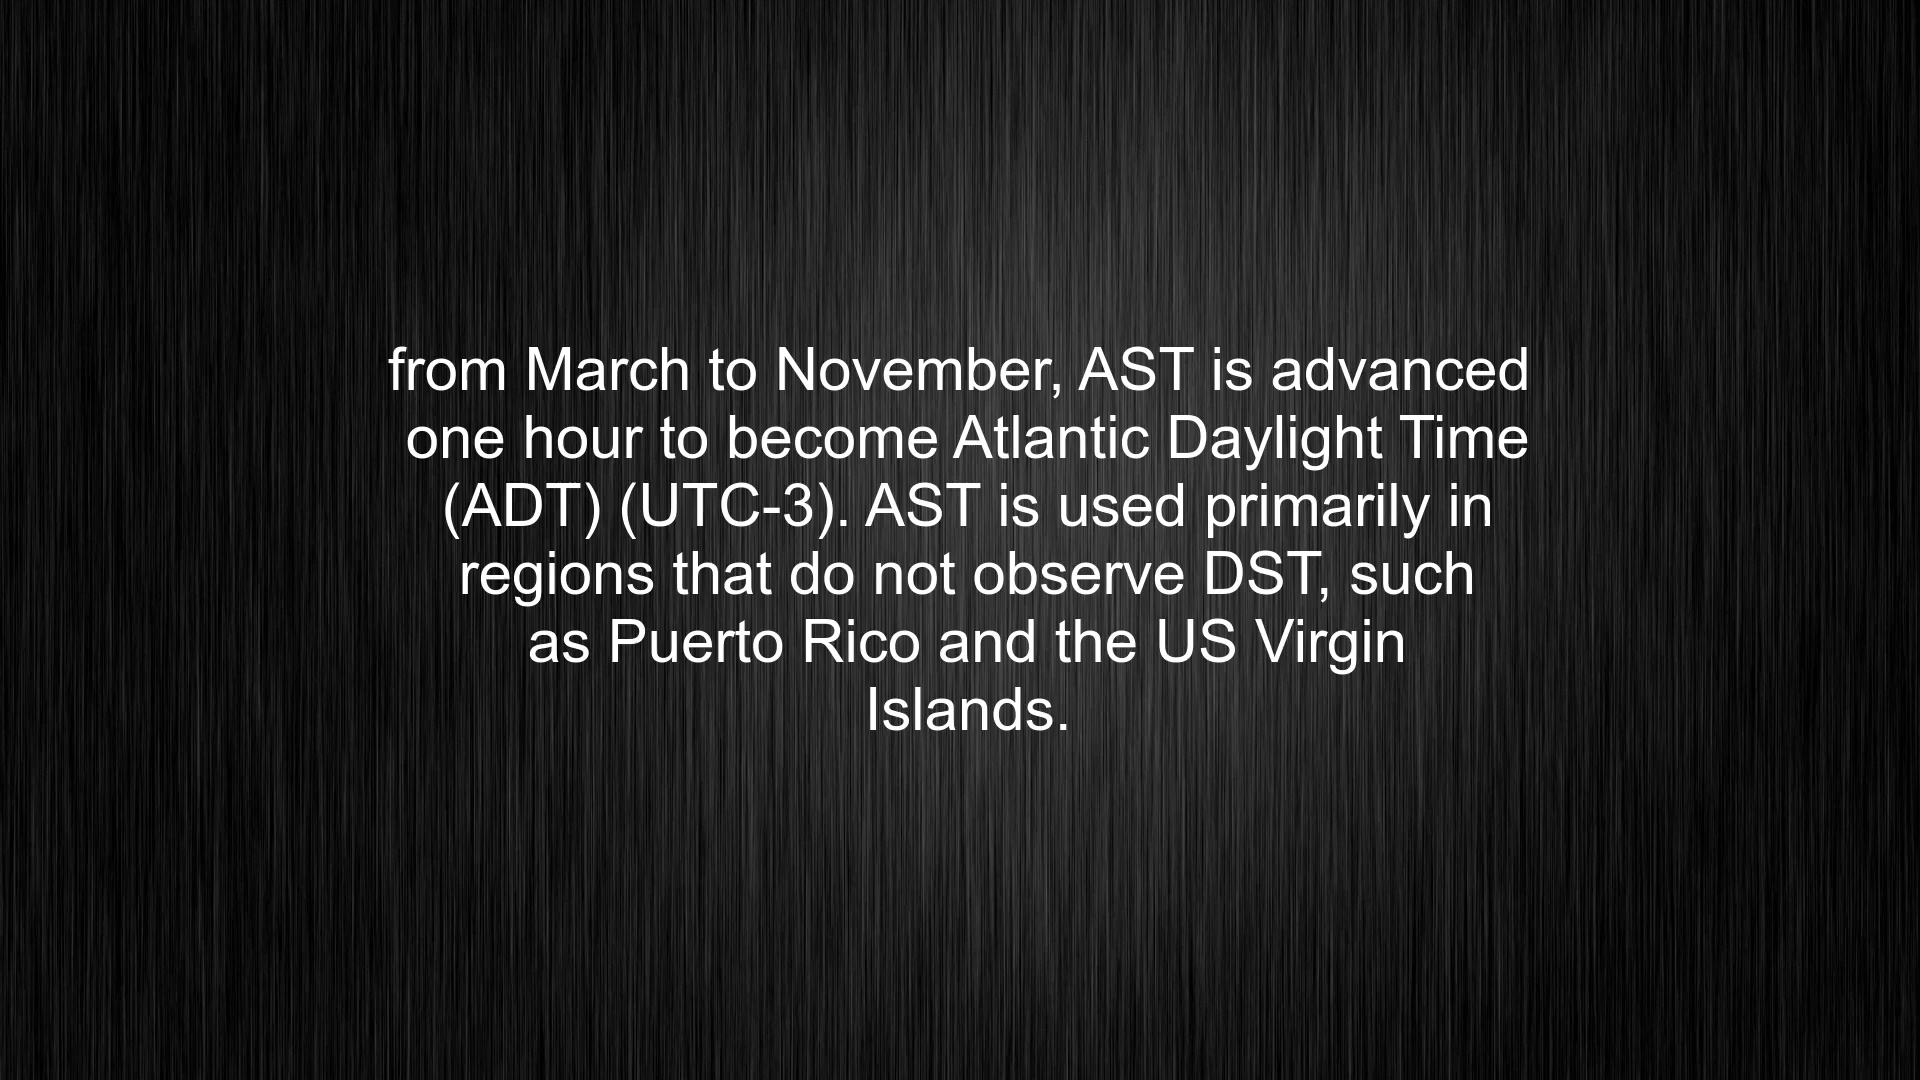 from March to November, AST is advanced
one hour to become Atlantic Daylight Time
(ADT) (UTC-3). AST is used primarily in
regions that do not observe DST, such
as Puerto Rico and the US Virgin
Islands.